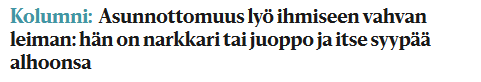 Kolumni: Asunnottomuus lyö ihmiseen vahvan
leiman: hän on narkkari tai juoppo ja itse syypää
alhoonsa